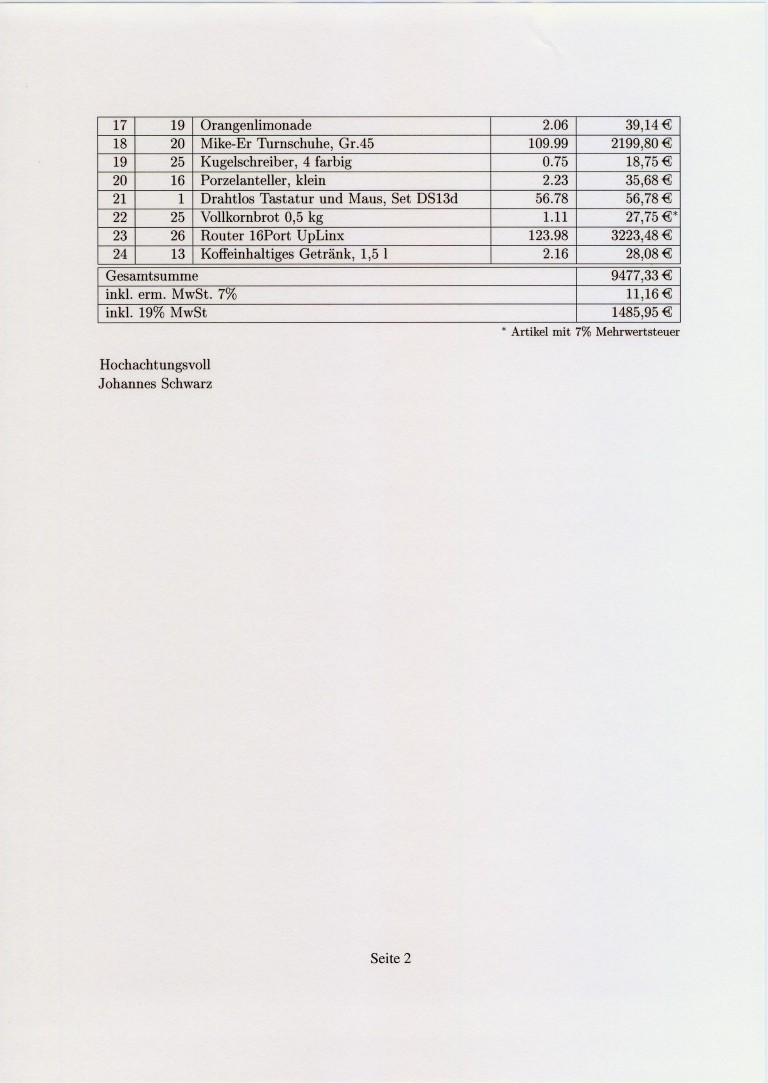 17 19 Orangenlimonade 2.06 39,14 €
18 20 Mike-Er Turnschuhe, Gr.45 109.99 2199,80 €
19 25 Kugelschreiber, 4 farbig 0.75 18,75 €
20 16 Porzelanteller, klein 2.23 35,68 €
21 1 Drahtlos Tastatur und Maus, Set DS13d 56.78 56,78 €
22 25 Vollkornbrot 0,5 kg 1.11 27,75 €*
23 26 Router 16Port UpLinx 123.98 3223,48 €
24 13 Koffeinhaltiges Getränk, 1,5 l 2.16 28,08 €
Gesamtsumme 9477,33 €
inkl. erm. MwSt. 7% 11,16 €
inkl. 19% MwSt 1485,95 €
* Artikel mit 7% Mehrwertsteuer
Hochachtungsvoll
Johannes Schwarz
Seite 2